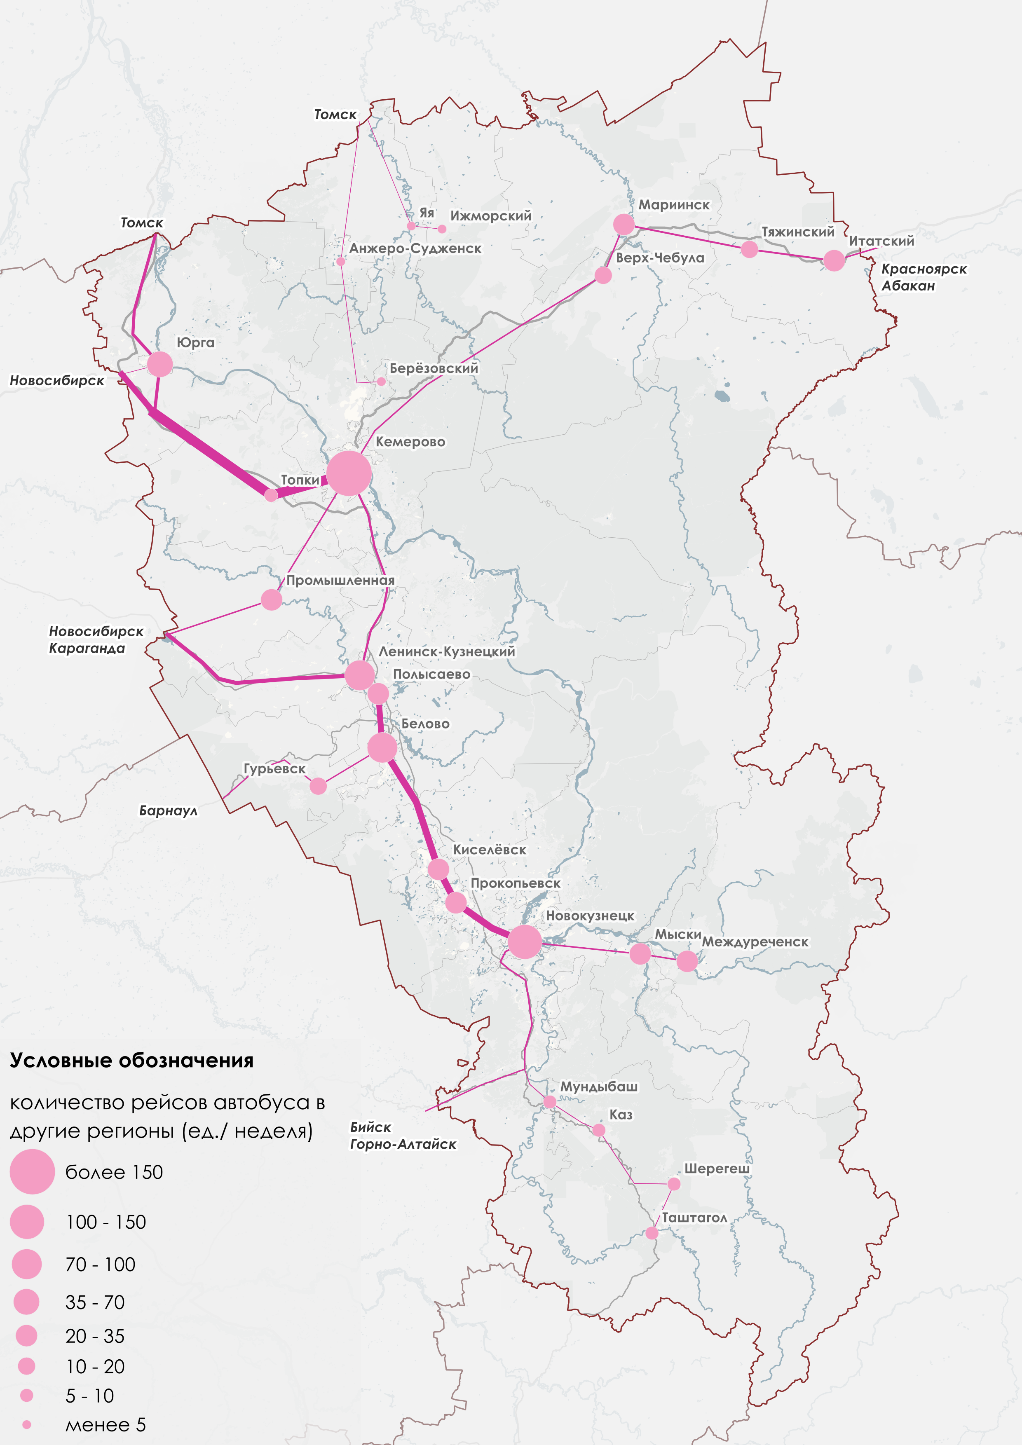 Томск
Томск
Яя
Ижморский
Анжеро-Судженск
Мариинск
Тяжинский
Итатский
Верх-Чебула
Красноярск
Абакан
Юрга
Новосибирск
Берёзовский
Кемерово
Топки
Промышленная
Новосибирск
Караганда
Ленинск-Кузнецкий
Полысаево
Белово
Гурьевск
Барнаул
Киселёвск
Прокопьевск
Новокузнецк
Мыски
Междуреченск
Мундыбаш
Каз
Бийск
Горно-Алтайск
Шерегеш
Таштагол
Условные обозначения
количество рейсов автобуса в
другие регионы (ед./ неделя)
более 150
100 - 150
70 - 100
35 - 70
20 - 35
10 - 20
5 - 10
менее 5